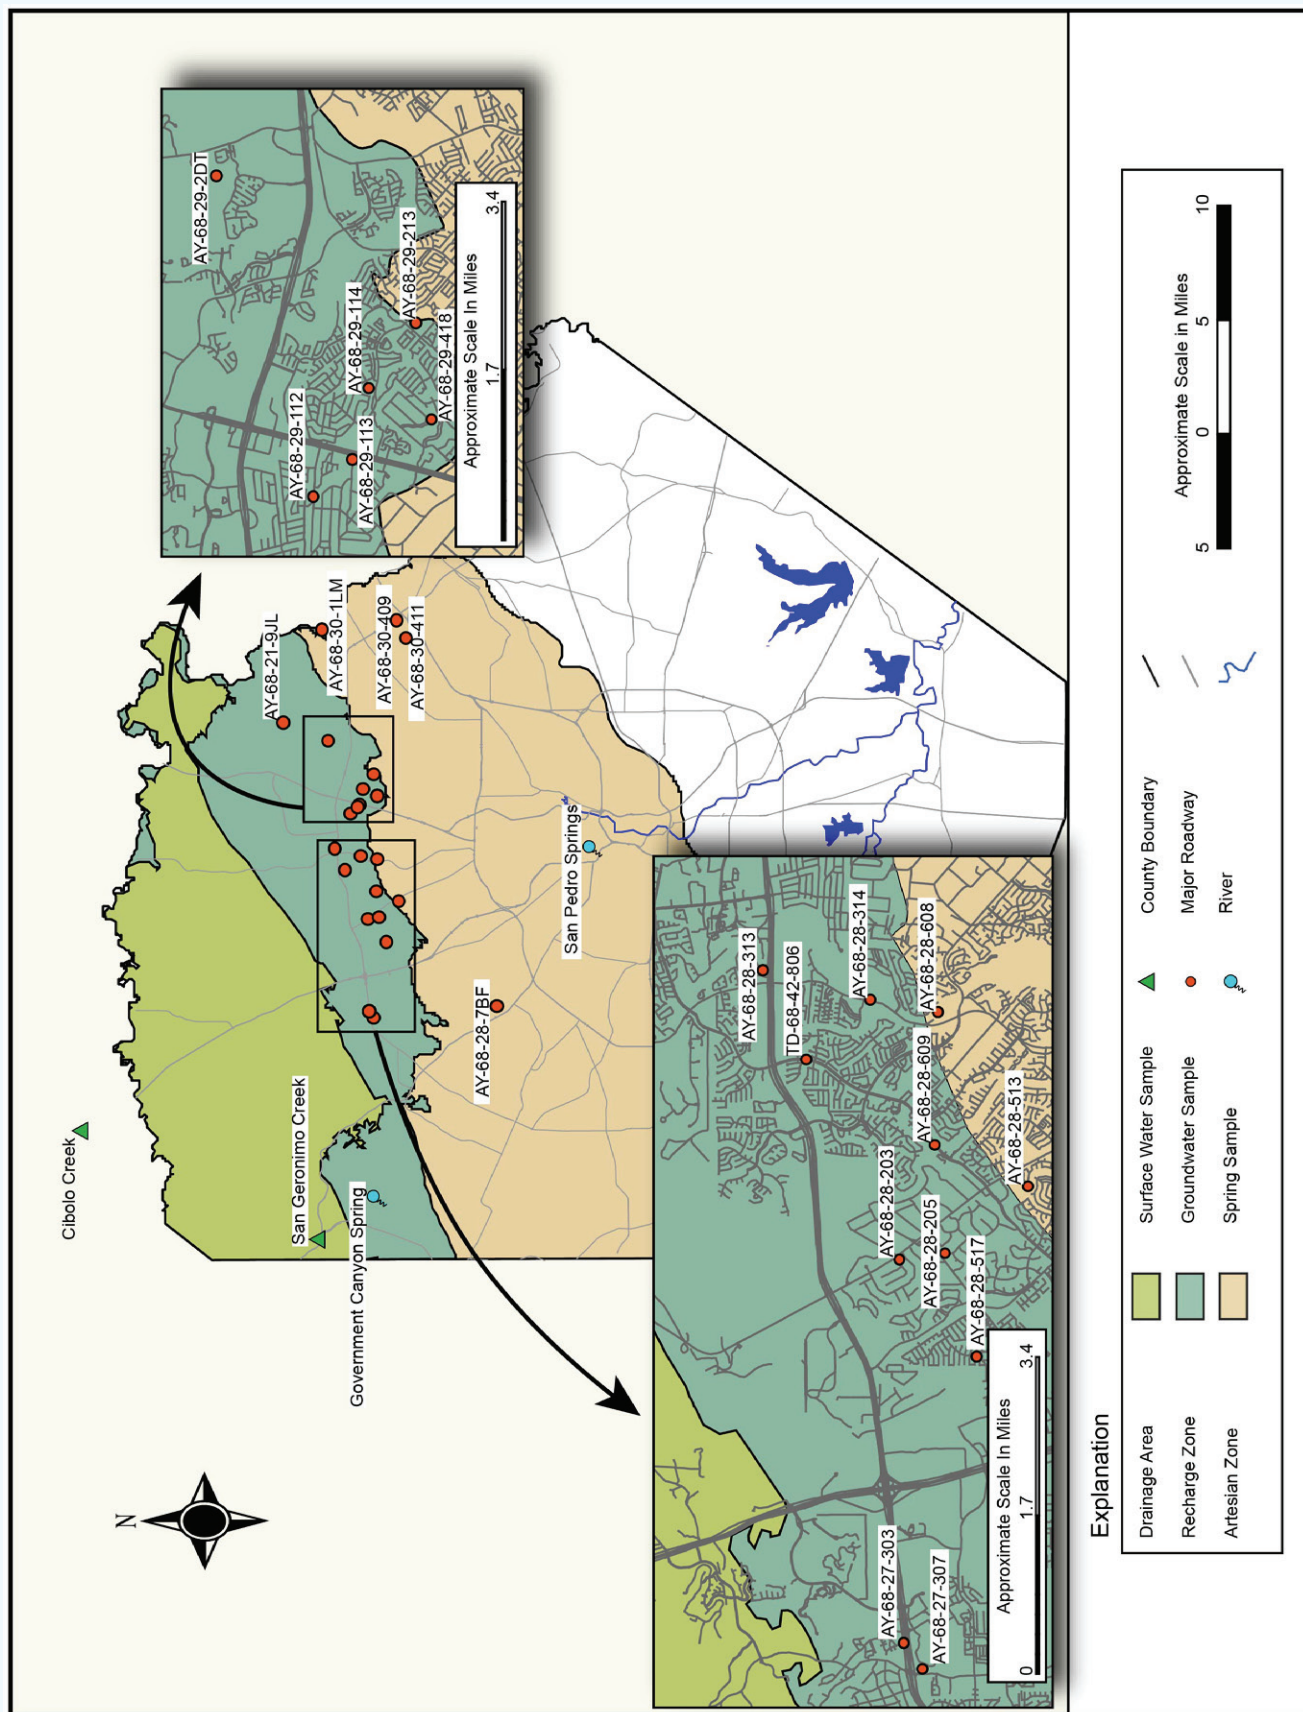 N
Cibolo Creek
San Geronimo Creek
Government Canyon Spring
AY-68-21-9JL
AY-68-30-1LM
AY-68-30-409
AY-68-30-411
San Pedro Springs
AY-68-28-7BF
AY-68-29-2DT
AY-68-29-112
AY-68-29-113
AY-68-29-114
AY-68-29-213
AY-68-29-418
Approximate Scale In Miles
1.7
3.4
AY-68-28-313
TD-68-42-806
AY-68-28-314
AY-68-28-608
AY-68-28-609
AY-68-28-203
AY-68-28-205
AY-68-28-513
AY-68-28-517
AY-68-27-303
AY-68-27-307
Approximate Scale In Miles
0
1.7
3.4
Explanation
Drainage Area
Recharge Zone
Artesian Zone
Surface Water Sample
Groundwater Sample
Spring Sample
County Boundary
Major Roadway
River
Approximate Scale in Miles
5
0
5
10